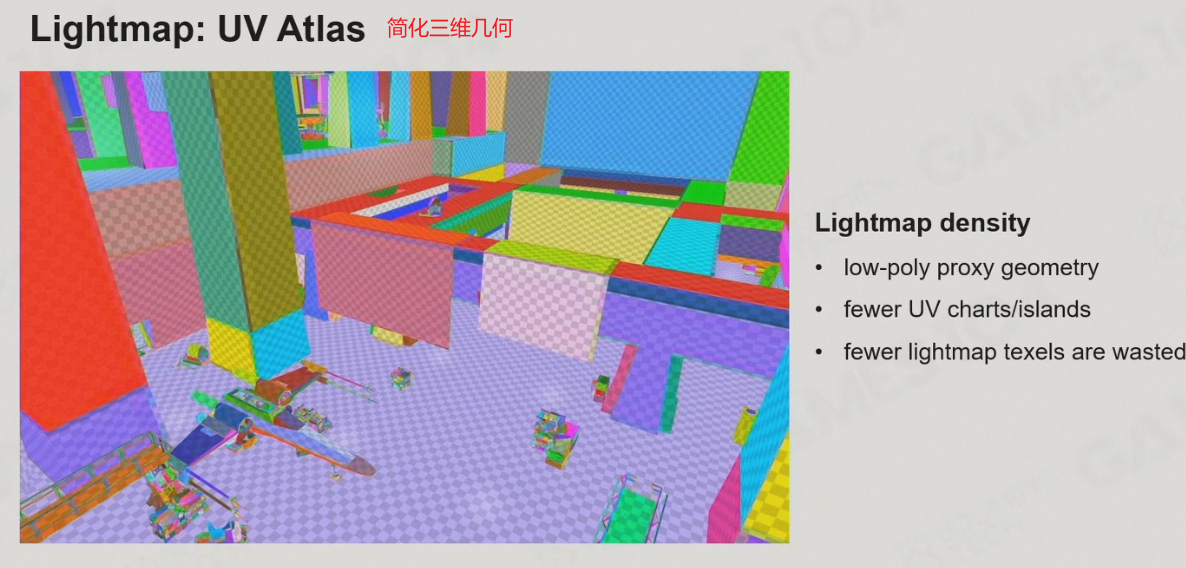 Lightmap: UV Atlas 简化三维几何
Lightmap density
• low-poly proxy geometry
• fewer UV charts/islands
• fewer lightmap texels are wasted
GAMES104